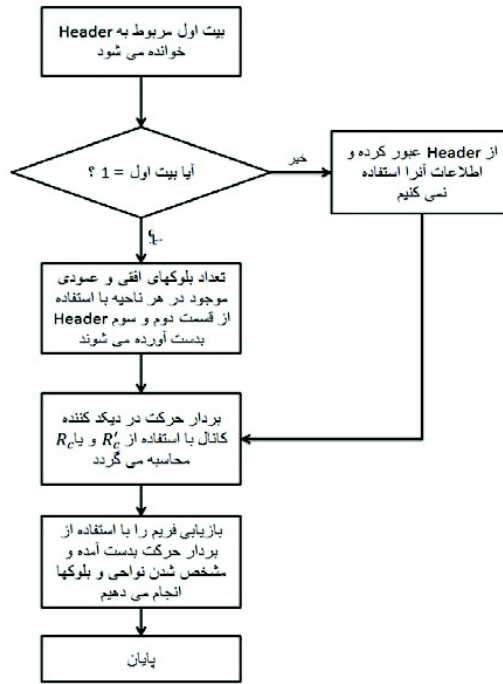 بیت اول مربوط به Header
خوانده می شود
آیا بیت اول = 1 ؟
خیر
از Header عبور کرده و
اطلاعات آنرا استفاده
نمی کنیم
تعداد بلوکهای افقی و عمودی
موجود در هر ناحیه با استفاده
از قسمت دوم و سوم Header
بدست آورده می شوند
بردار حرکت در دیکد کننده
کانال با استفاده از R'c و یا Rc
محاسبه می گردد
بازیابی فریم را با استفاده از
بردار حرکت بدست آمده و
مشخص شدن نواحی و بلوکها
انجام می دهیم
پایان